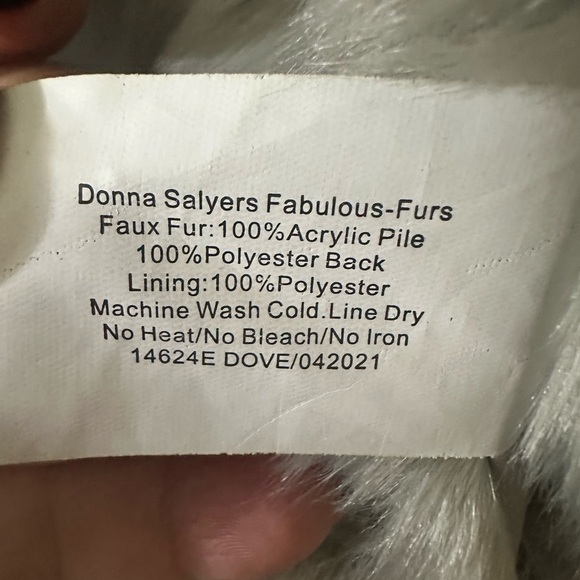 Donna Salyers Fabulous-Furs
Faux Fur:100%Acrylic Pile
100%Polyester Back
Lining:100%Polyester
Machine Wash Cold.Line Dry
No Heat/No Bleach/No Iron
14624E DOVE/042021